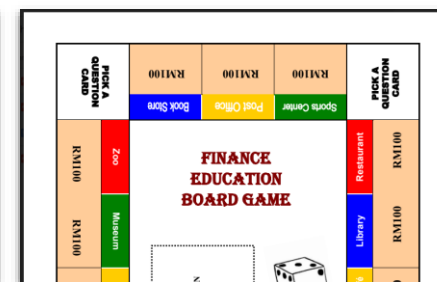 PICK A
QUESTION
CARD
RM100
RM100
RM100
PICK A
QUESTION
CARD
Book Store
Post Office
Sports Center
RM100
Zoo
FINANCE
EDUCATION
BOARD GAME
Restaurant
RM100
RM100
Museum
Library
RM100